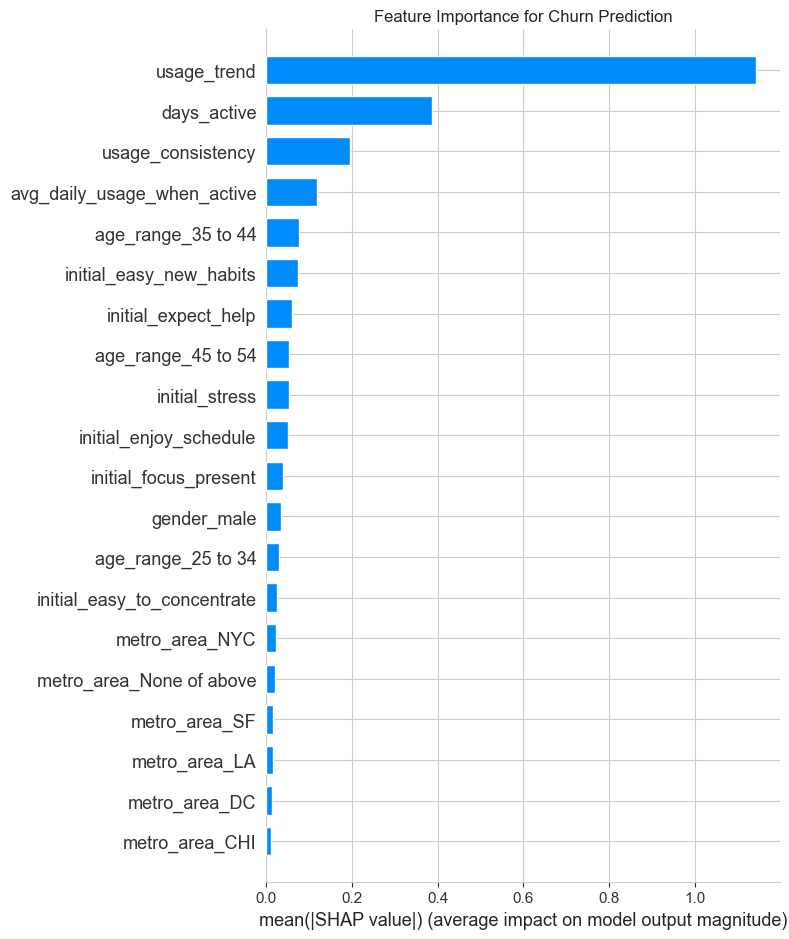 Feature Importance for Churn Prediction
usage_trend
days_active
usage_consistency
avg_daily_usage_when_active
age_range_35 to 44
initial_easy_new_habits
initial_expect_help
age_range_45 to 54
initial_stress
initial_enjoy_schedule
initial_focus_present
gender_male
age_range_25 to 34
initial_easy_to_concentrate
metro_area_NYC
metro_area_None of above
metro_area_SF
metro_area_LA
metro_area_DC
metro_area_CHI
0.0 0.2 0.4 0.6 0.8 1.0
mean(|SHAP value|) (average impact on model output magnitude)